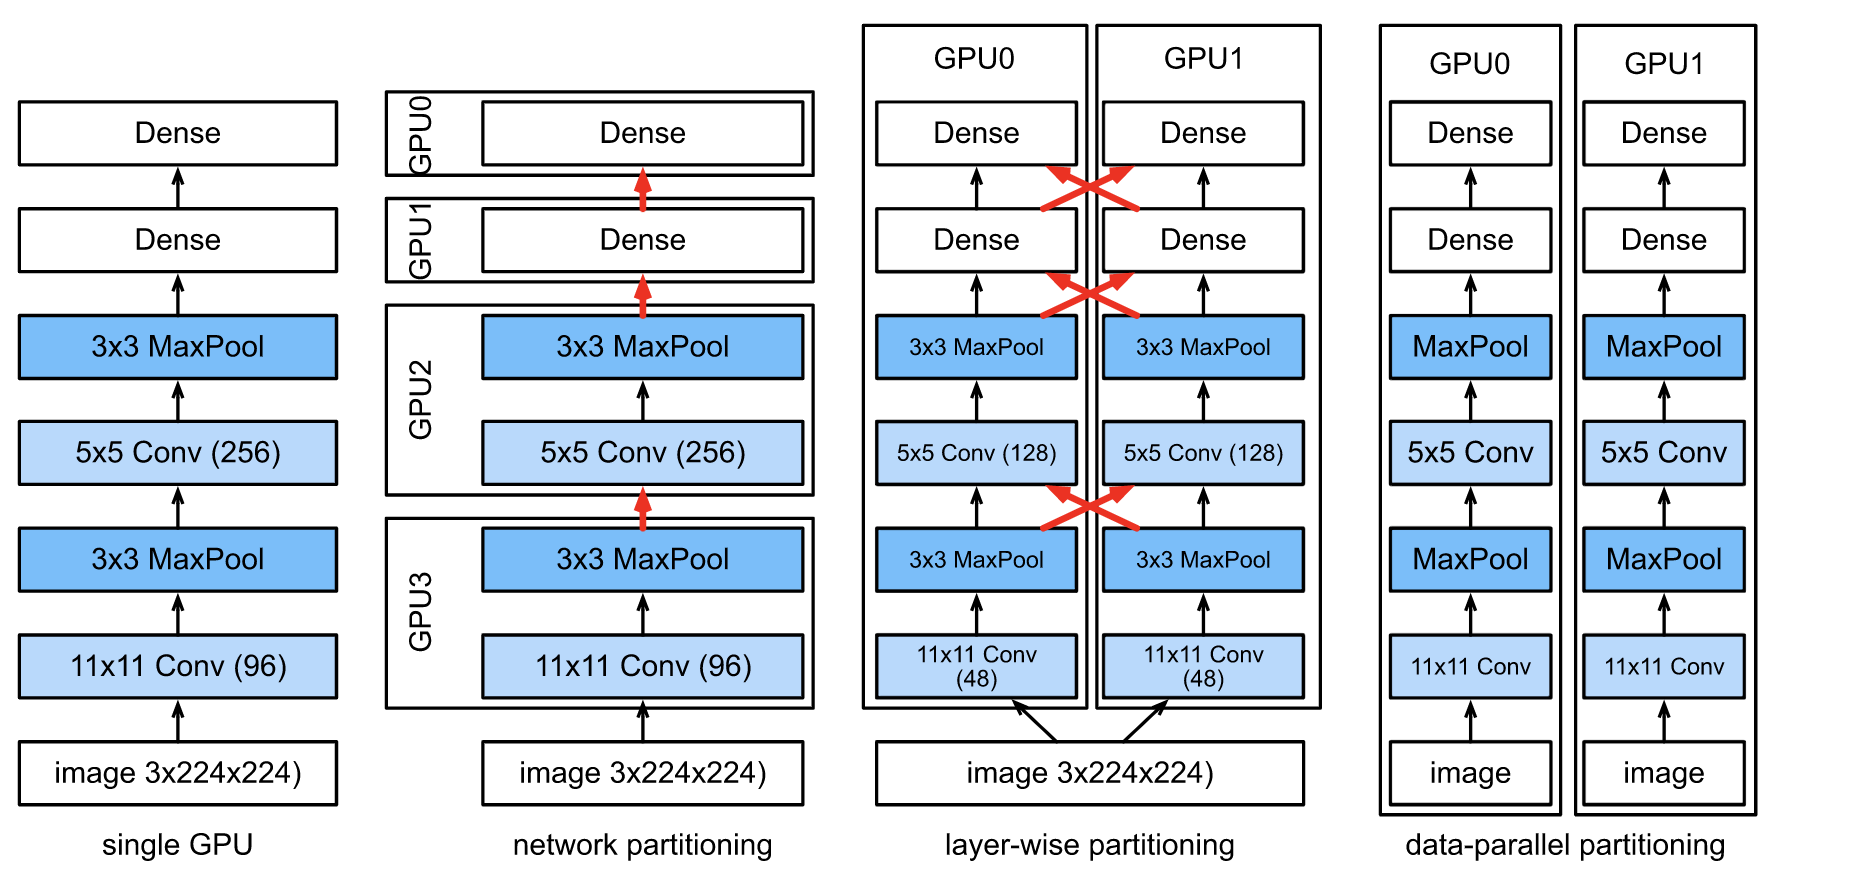 Dense
Dense
3x3 MaxPool
5x5 Conv (256)
3x3 MaxPool
11x11 Conv (96)
image 3x224x224)
single GPU
GPU0
Dense
GPU1
Dense
GPU2
3x3 MaxPool
5x5 Conv (256)
GPU3
3x3 MaxPool
11x11 Conv (96)
image 3x224x224)
network partitioning
GPU0
Dense
Dense
3x3 MaxPool
5x5 Conv (128)
3x3 MaxPool
11x11 Conv
(48)
GPU1
Dense
Dense
3x3 MaxPool
5x5 Conv (128)
3x3 MaxPool
11x11 Conv
(48)
image 3x224x224)
layer-wise partitioning
GPU0
Dense
Dense
MaxPool
5x5 Conv
MaxPool
11x11 Conv
image
GPU1
Dense
Dense
MaxPool
5x5 Conv
MaxPool
11x11 Conv
image
data-parallel partitioning